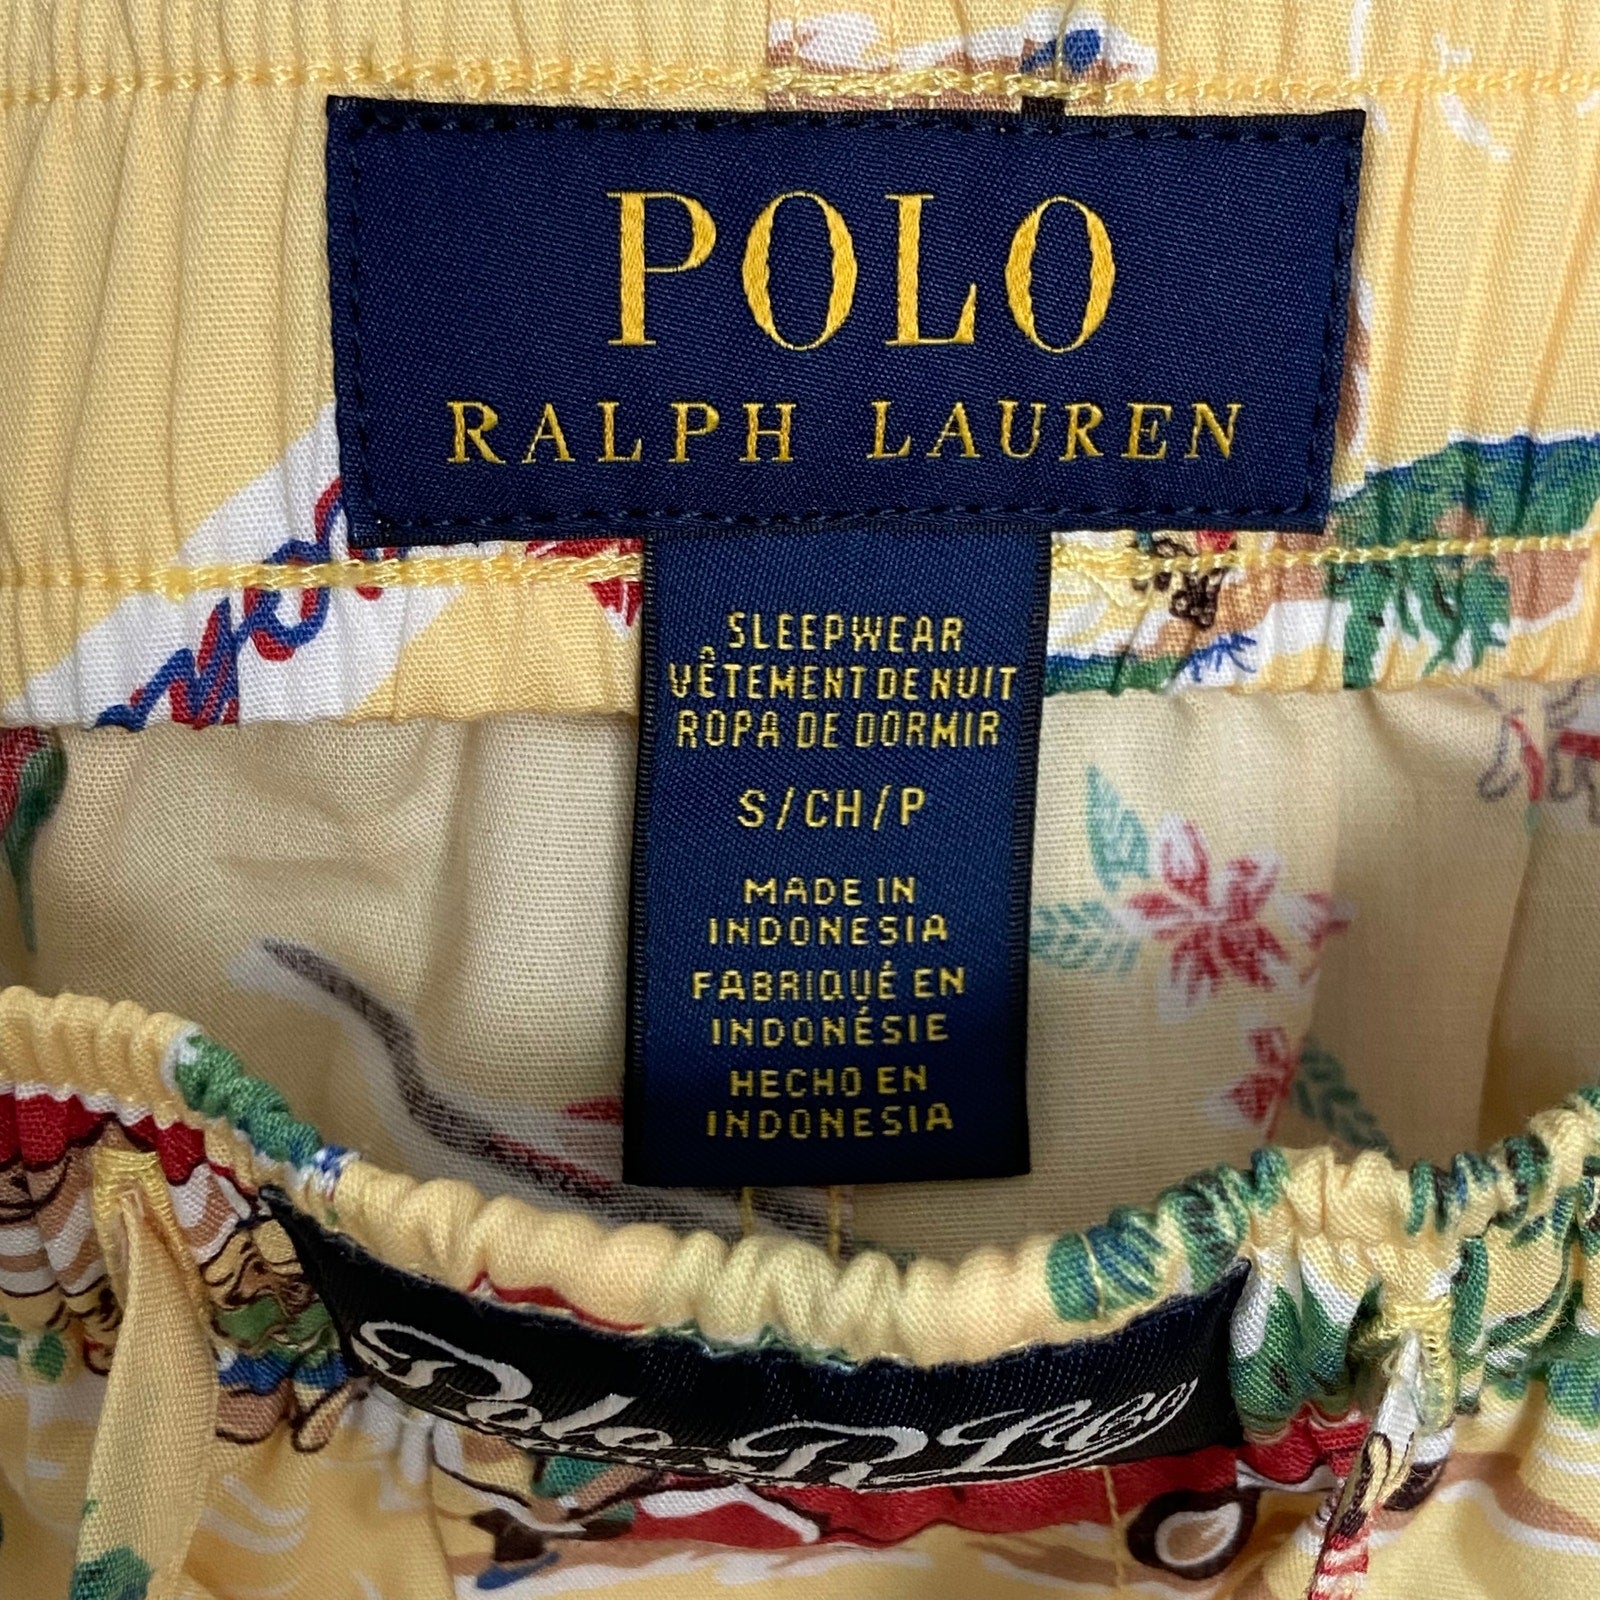 POLO
RALPH LAUREN
SLEEPWEAR
VÊTEMENT DE NUIT
ROPA DE DORMIR
S/CH/P
MADE IN
INDONESIA
FABRIQUÉ EN
INDONÉSIE
HECHO EN
INDONESIA
Polo